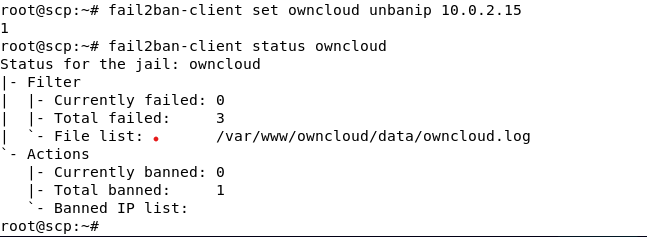 root@scp:~# fail2ban-client set owncloud unbanip 10.0.2.15
1
root@scp:~# fail2ban-client status owncloud
Status for the jail: owncloud
|- Filter
|  |- Currently failed: 0
|  |- Total failed:     3
|  `- File list:        /var/www/owncloud/data/owncloud.log
`- Actions
   |- Currently banned: 0
   |- Total banned:     1
   `- Banned IP list:
root@scp:~#